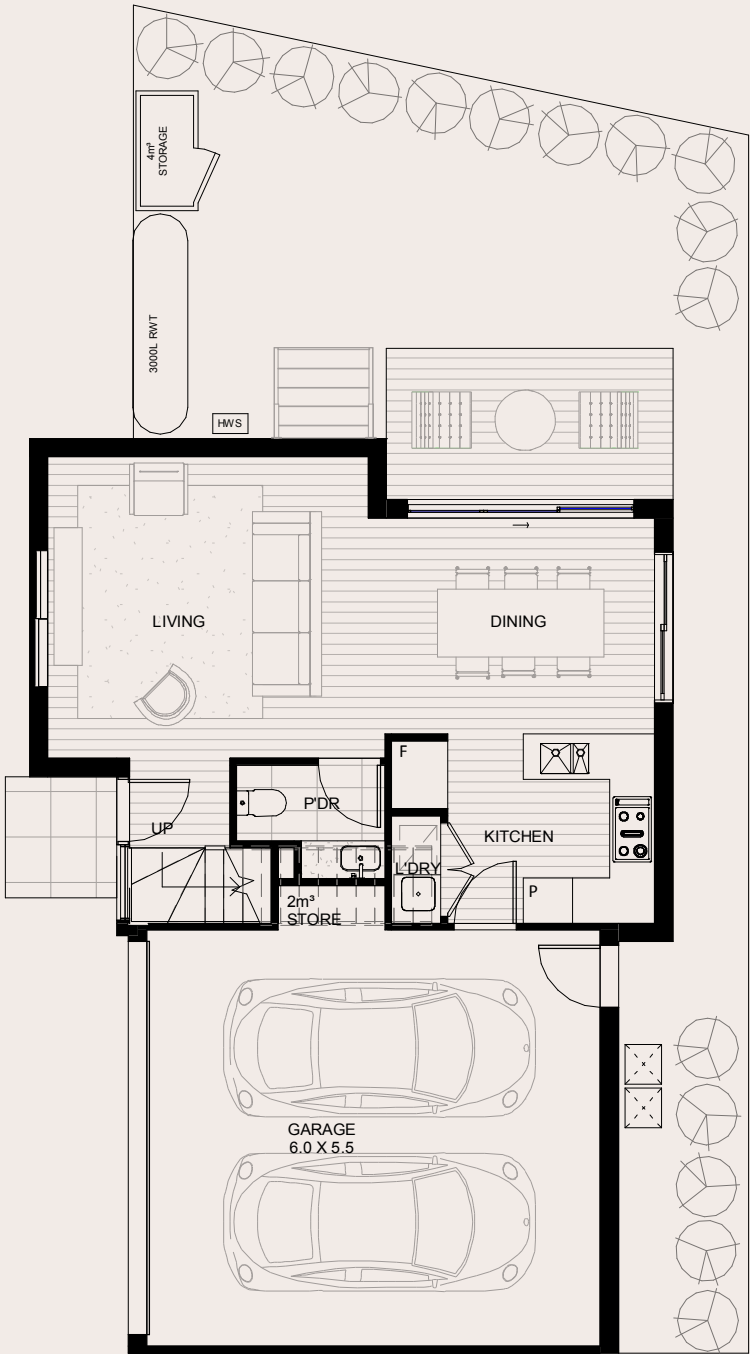 4m³
STORAGE
3000L RWT
HWS
LIVING
DINING
F
P'DR
UP
KITCHEN
L'DRY
P
2m³
STORE
GARAGE
6.0 X 5.5